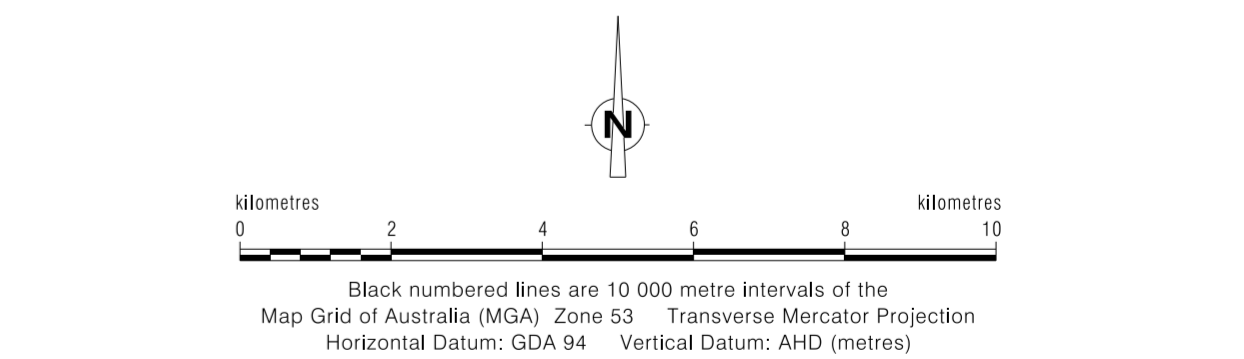 N
kilometres kilometres
0 2 4 6 8 10
Black numbered lines are 10 000 metre intervals of the
Map Grid of Australia (MGA) Zone 53 Transverse Mercator Projection
Horizontal Datum: GDA 94 Vertical Datum: AHD (metres)